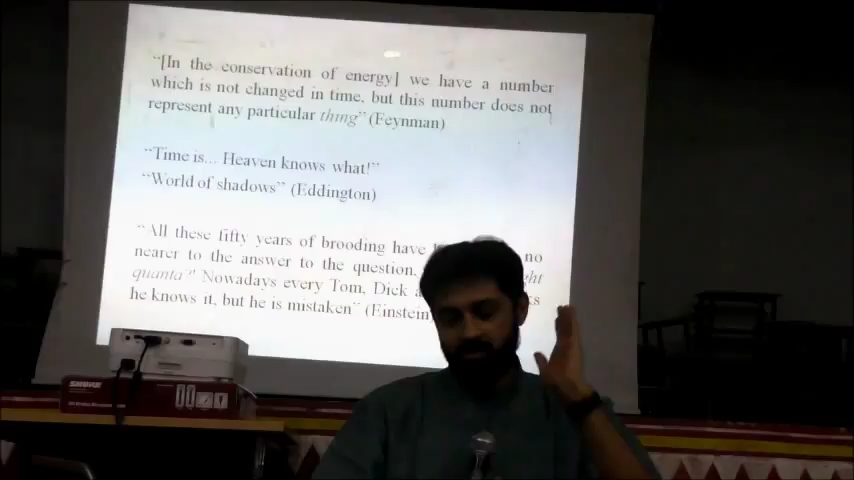 “[In the conservation of energy] we have a number
which is not changed in time, but this number does not
represent any particular thing” (Feynman)
“Time is... Heaven knows what!”
“World of shadows” (Eddington)
“All these fifty years of brooding have no
nearer to the answer to the question,
quanta?’ Nowadays every Tom, Dick
he knows it, but he is mistaken” (Einstein
SHURE